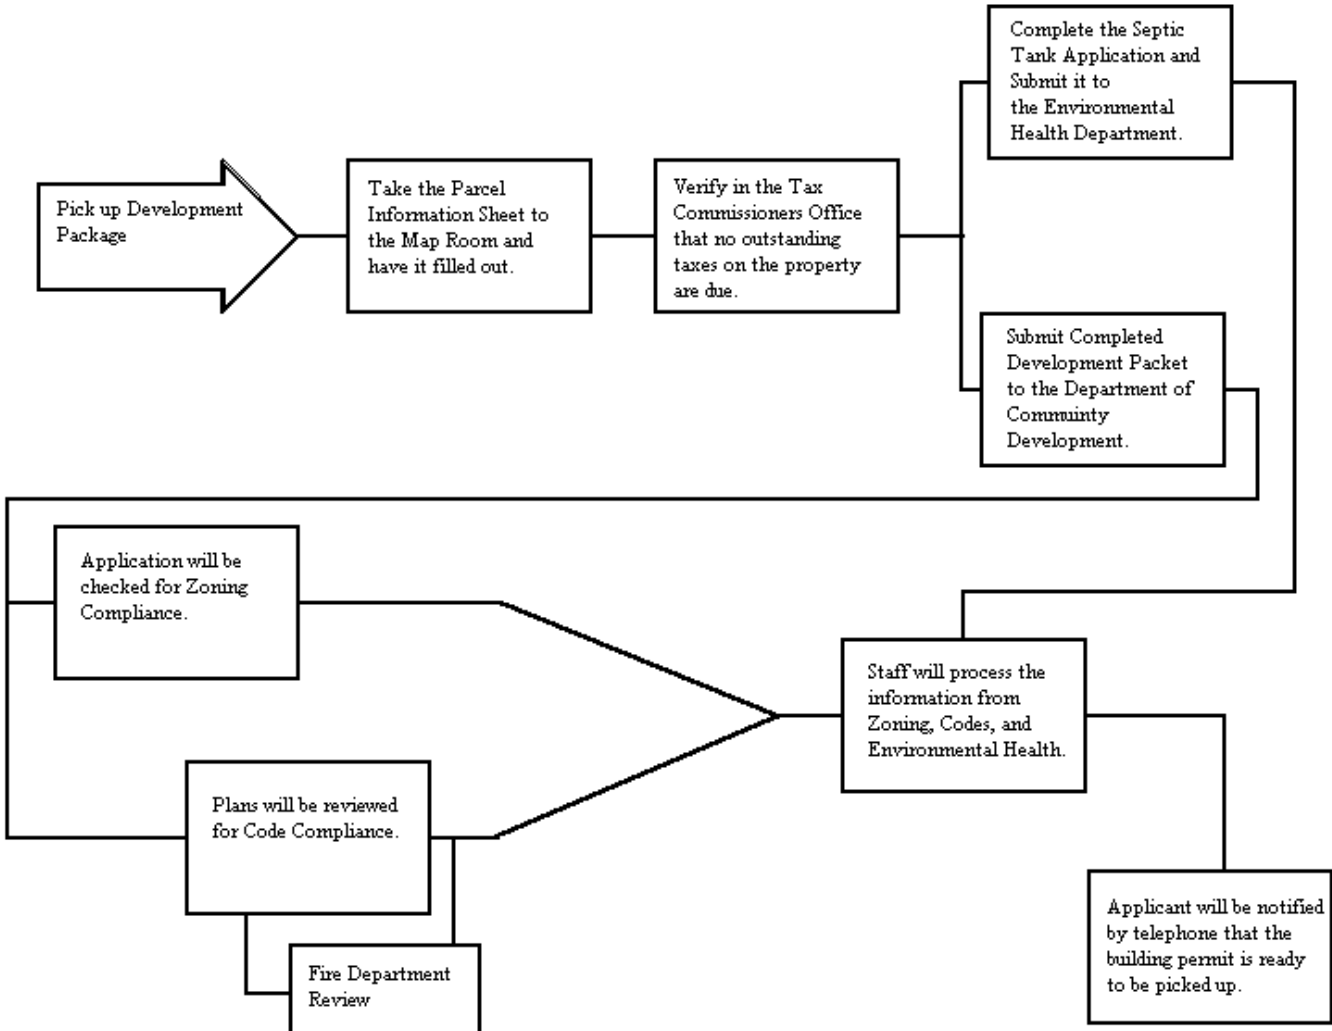 Pick up Development
Package
Take the Parcel
Information Sheet to
the Map Room and
have it filled out.
Verify in the Tax
Commissioners Office
that no outstanding
taxes on the property
are due.
Complete the Septic
Tank Application and
Submit it to
the Environmental
Health Department.
Submit Completed
Development Packet
to the Department of
Commuinty
Development.
Application will be
checked for Zoning
Compliance.
Plans will be reviewed
for Code Compliance.
Fire Department
Review
Staff will process the
information from
Zoning, Codes, and
Environmental Health.
Applicant will be notified
by telephone that the
building permit is ready
to be picked up.